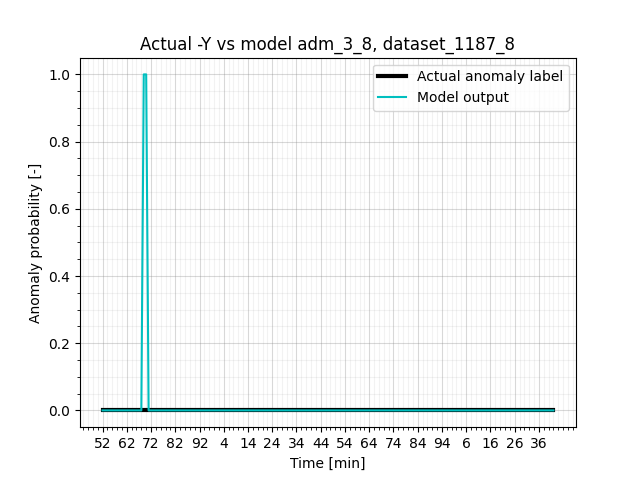 Actual -Y vs model adm_3_8, dataset_1187_8
Actual anomaly label
Model output
Anomaly probability [-]
1.0
0.8
0.6
0.4
0.2
0.0
52 62 72 82 92 4 14 24 34 44 54 64 74 84 94 6 16 26 36
Time [min]